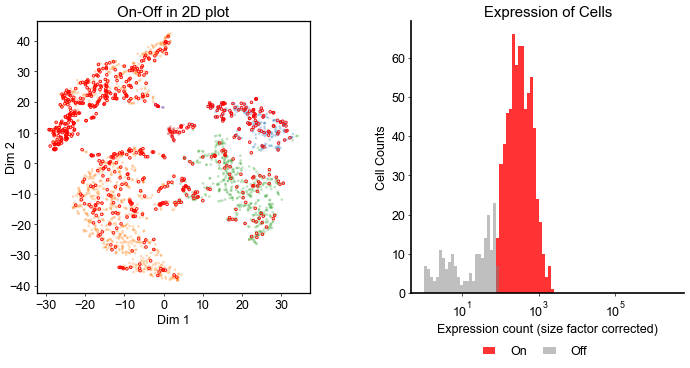 On-Off in 2D plot
Dim 2
40
30
20
10
0
−10
−20
−30
−40
−30 −20 −10 0 10 20 30
Dim 1
Expression of Cells
Cell Counts
60
50
40
30
20
10
0
10^1 10^3 10^5
Expression count (size factor corrected)
On Off